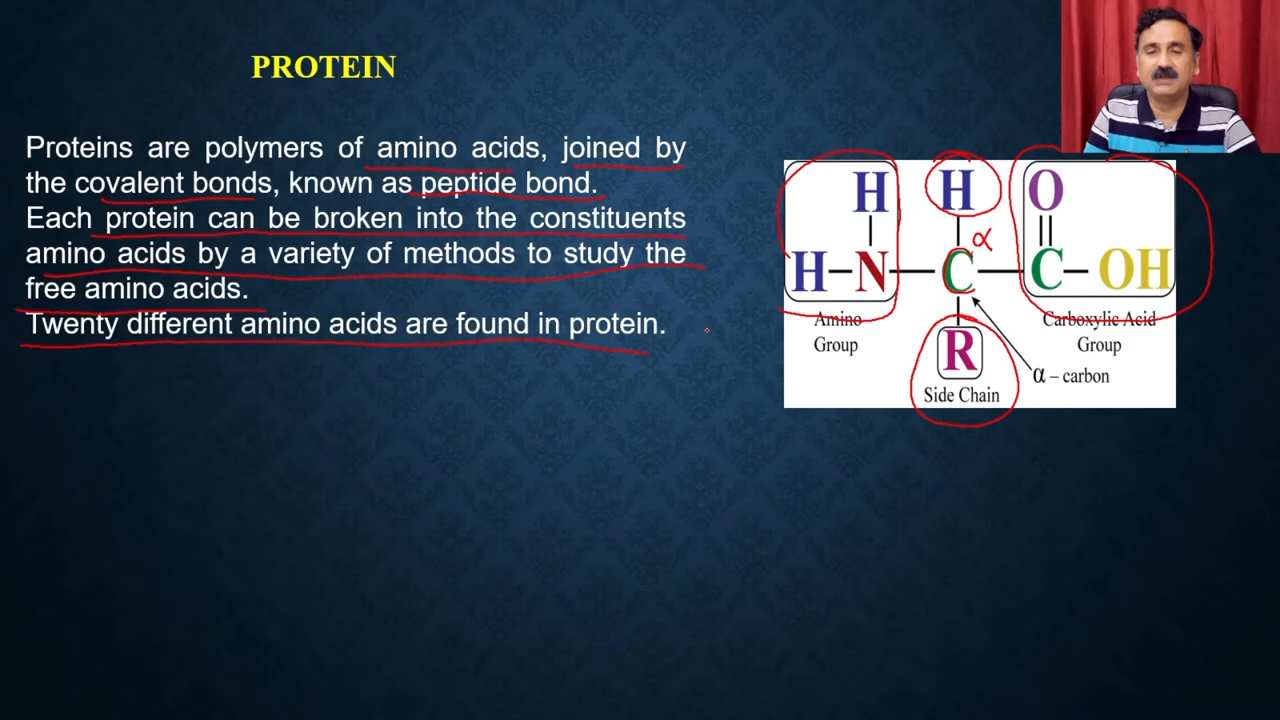 PROTEIN
Proteins are polymers of amino acids, joined by
the covalent bonds, known as peptide bond.
Each protein can be broken into the constituents
amino acids by a variety of methods to study the
free amino acids.
Twenty different amino acids are found in protein.
H H O
α
H–N C C–OH
Amino
Group
R
Side Chain
Carboxylic Acid
Group
α – carbon